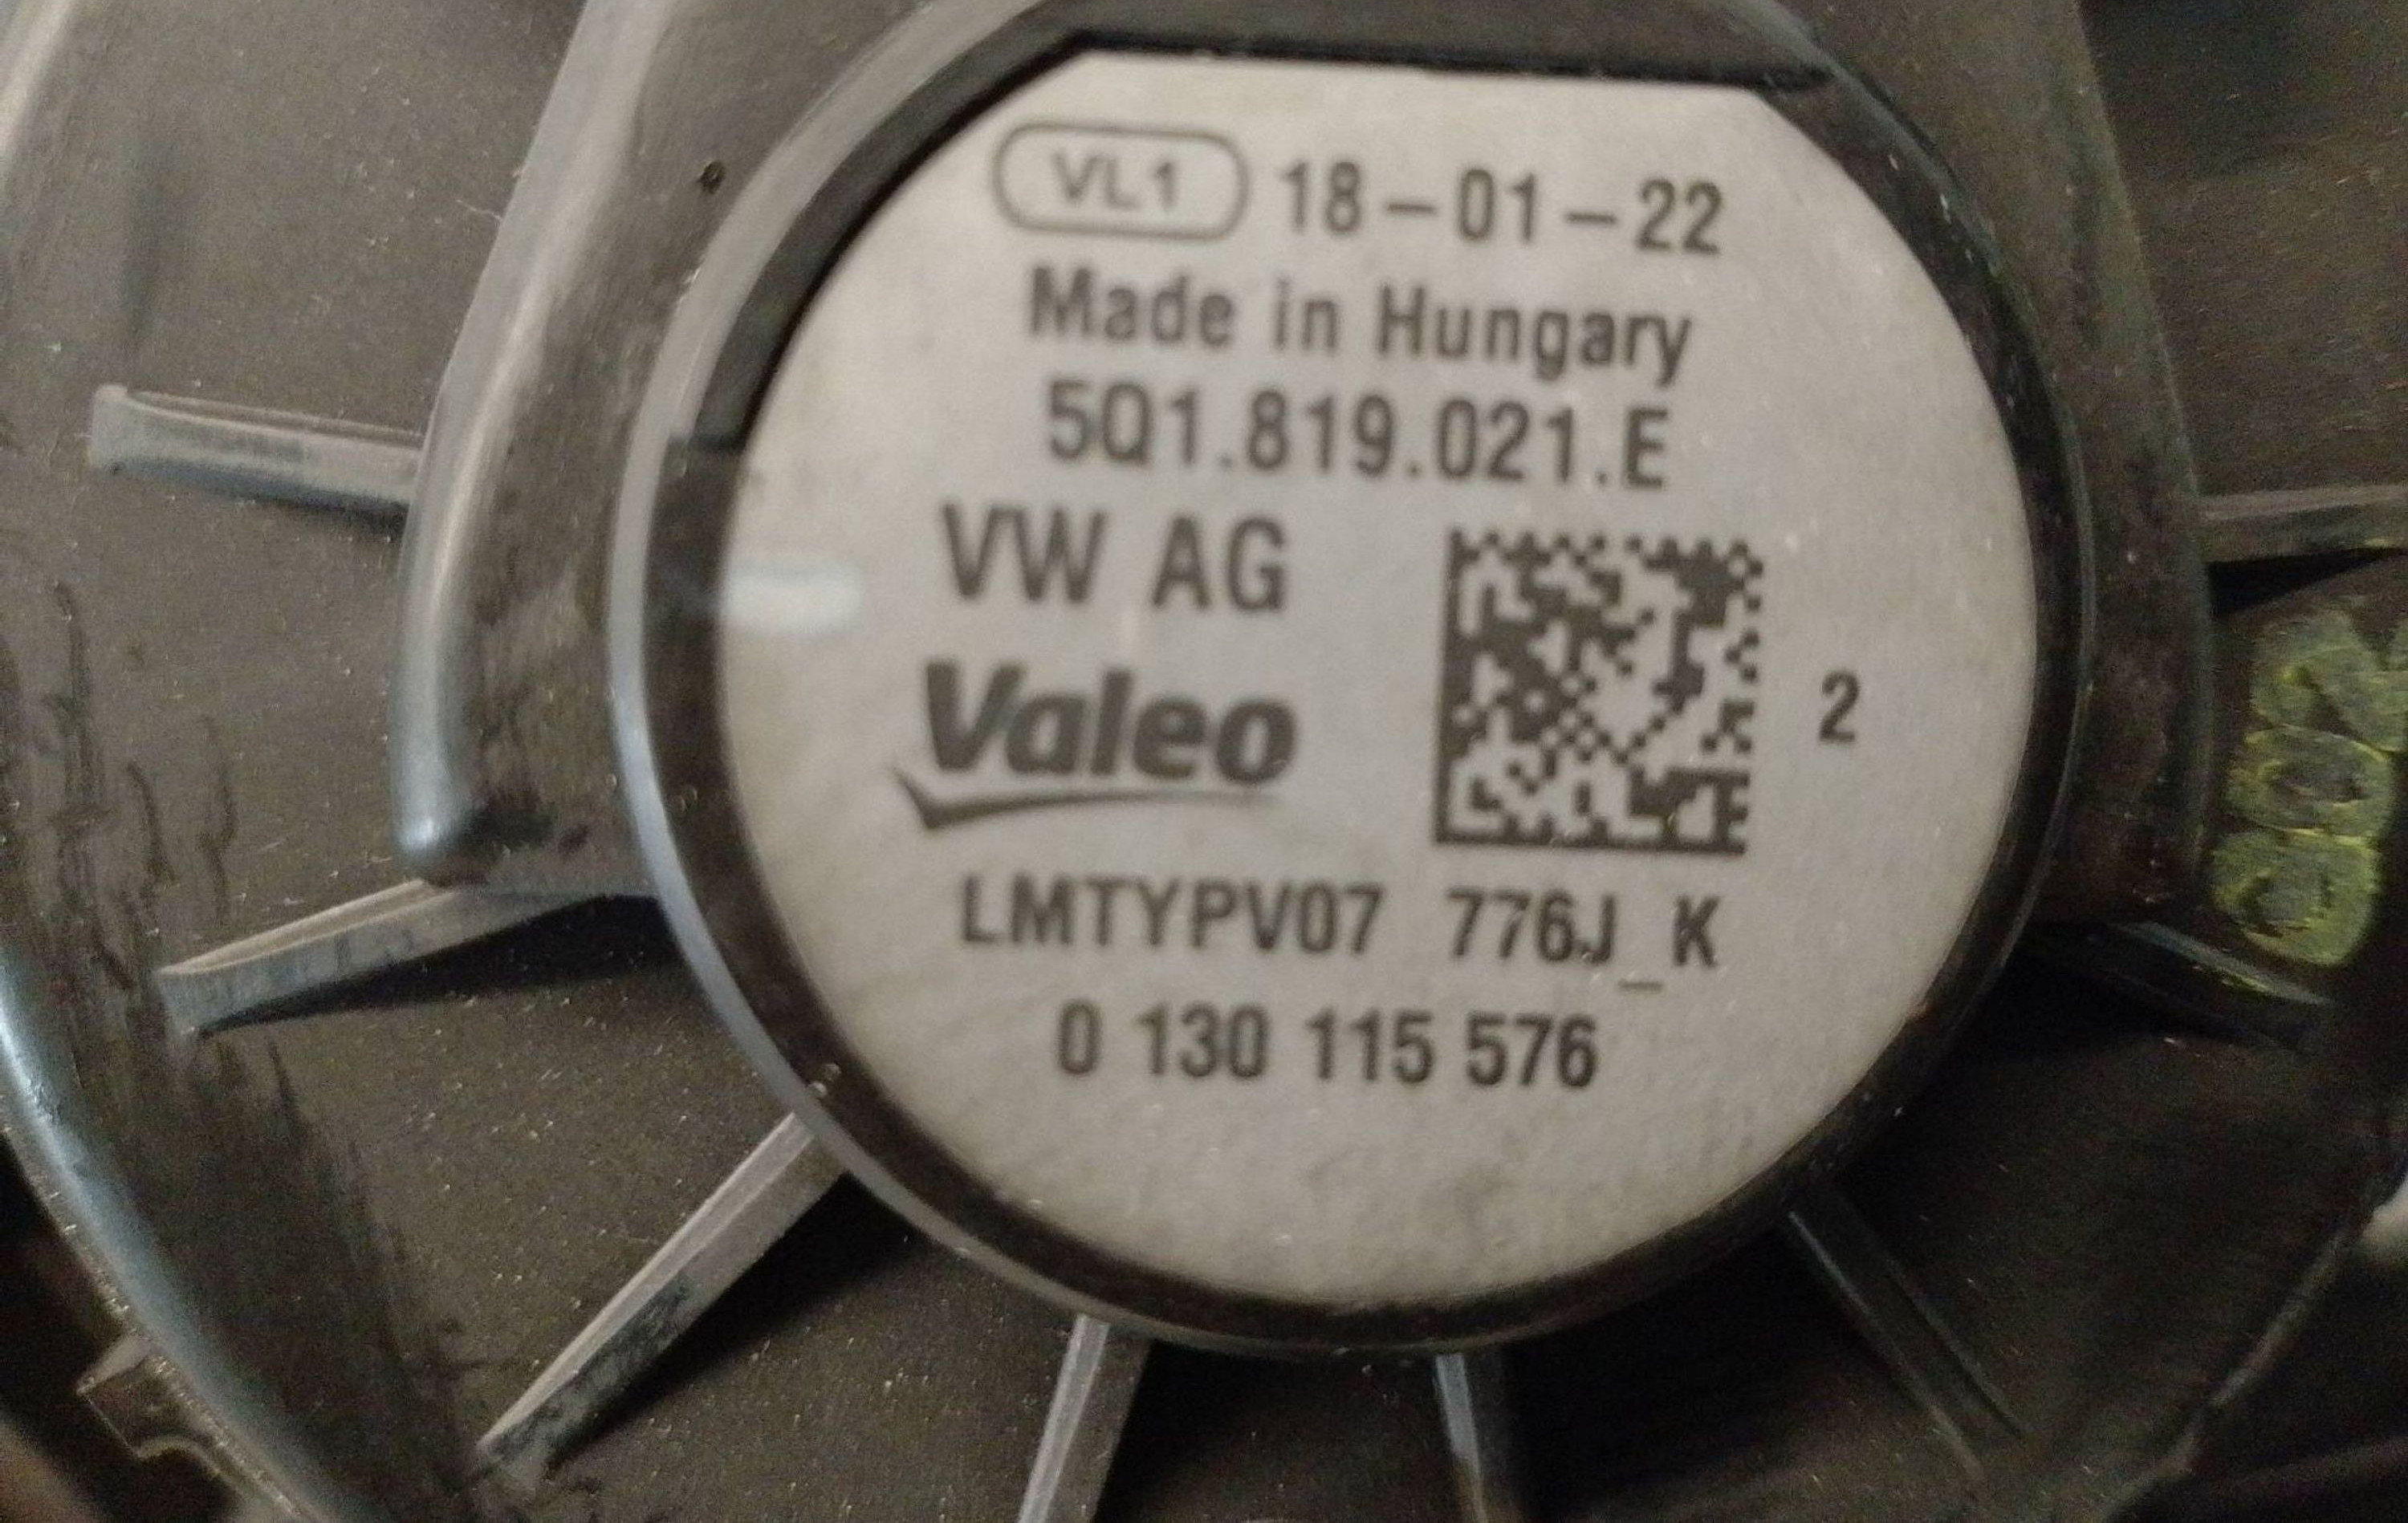 VL1 18-01-22
Made in Hungary
5Q1.819.021.E
VW AG
Valeo
2
LMTYPV07 776J_K
0 130 115 576